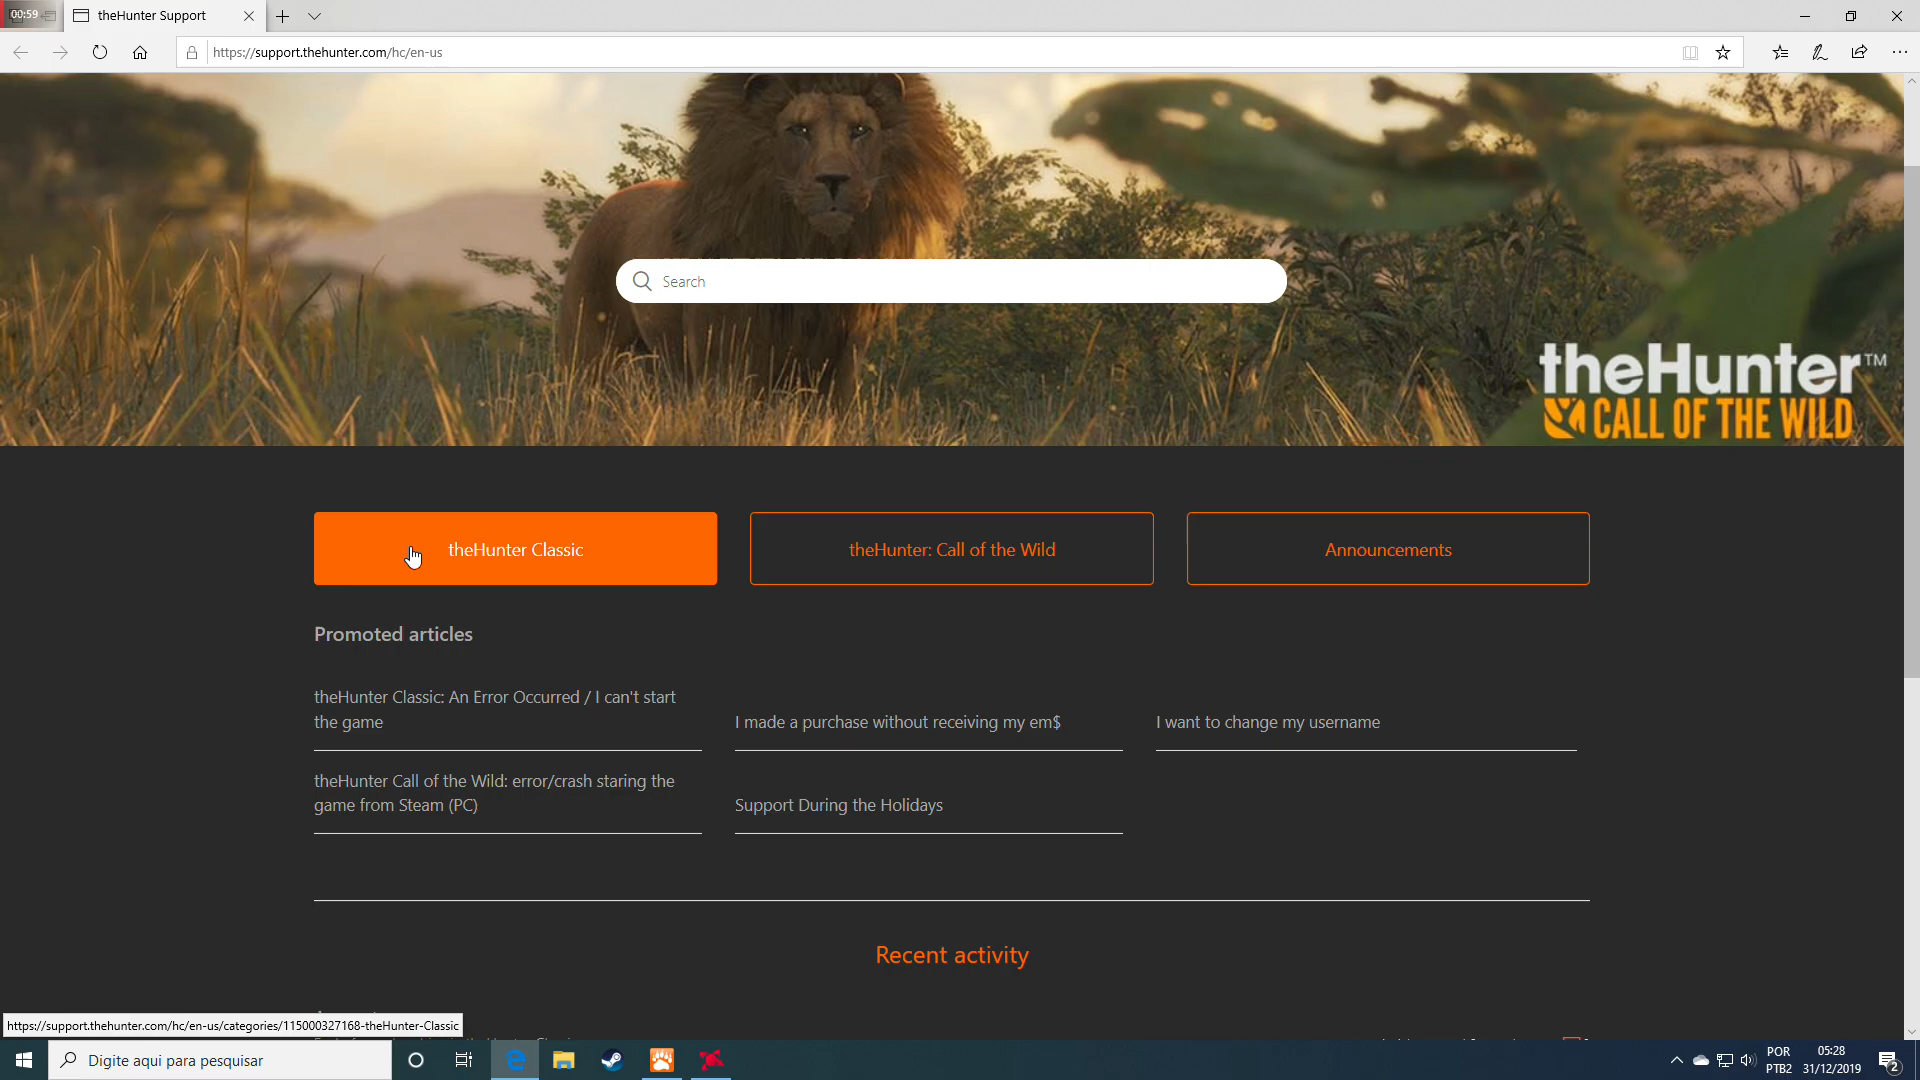 00:59
theHunter Support
https://support.thehunter.com/hc/en-us
Search
theHunter™
CALL OF THE WILD
theHunter Classic
theHunter: Call of the Wild
Announcements
Promoted articles
theHunter Classic: An Error Occurred / I can't start
the game
I made a purchase without receiving my em$
I want to change my username
theHunter Call of the Wild: error/crash staring the
game from Steam (PC)
Support During the Holidays
Recent activity
https://support.thehunter.com/hc/en-us/categories/115000327168-theHunter-Classic
Digite aqui para pesquisar
POR
PTB2
05:28
31/12/2019
2